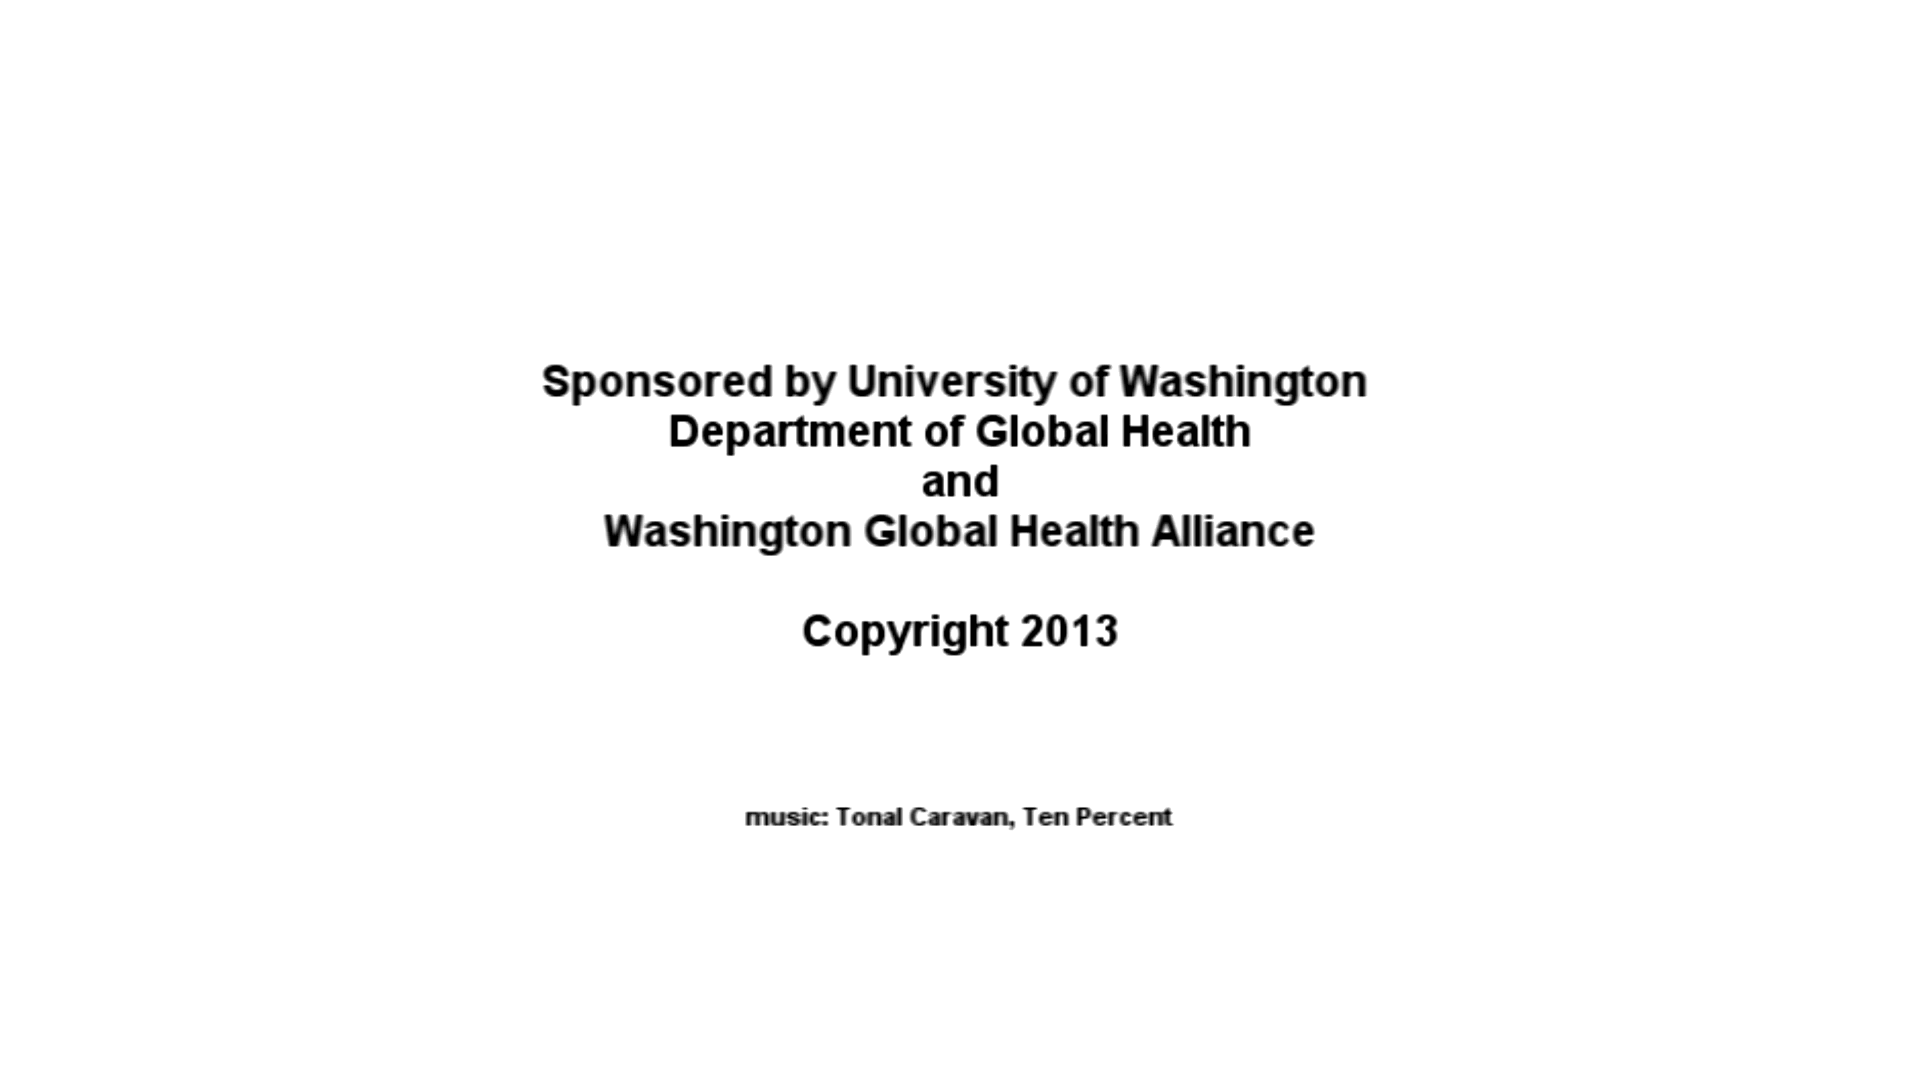 Sponsored by University of Washington
Department of Global Health
and
Washington Global Health Alliance
Copyright 2013
music: Tonal Caravan, Ten Percent